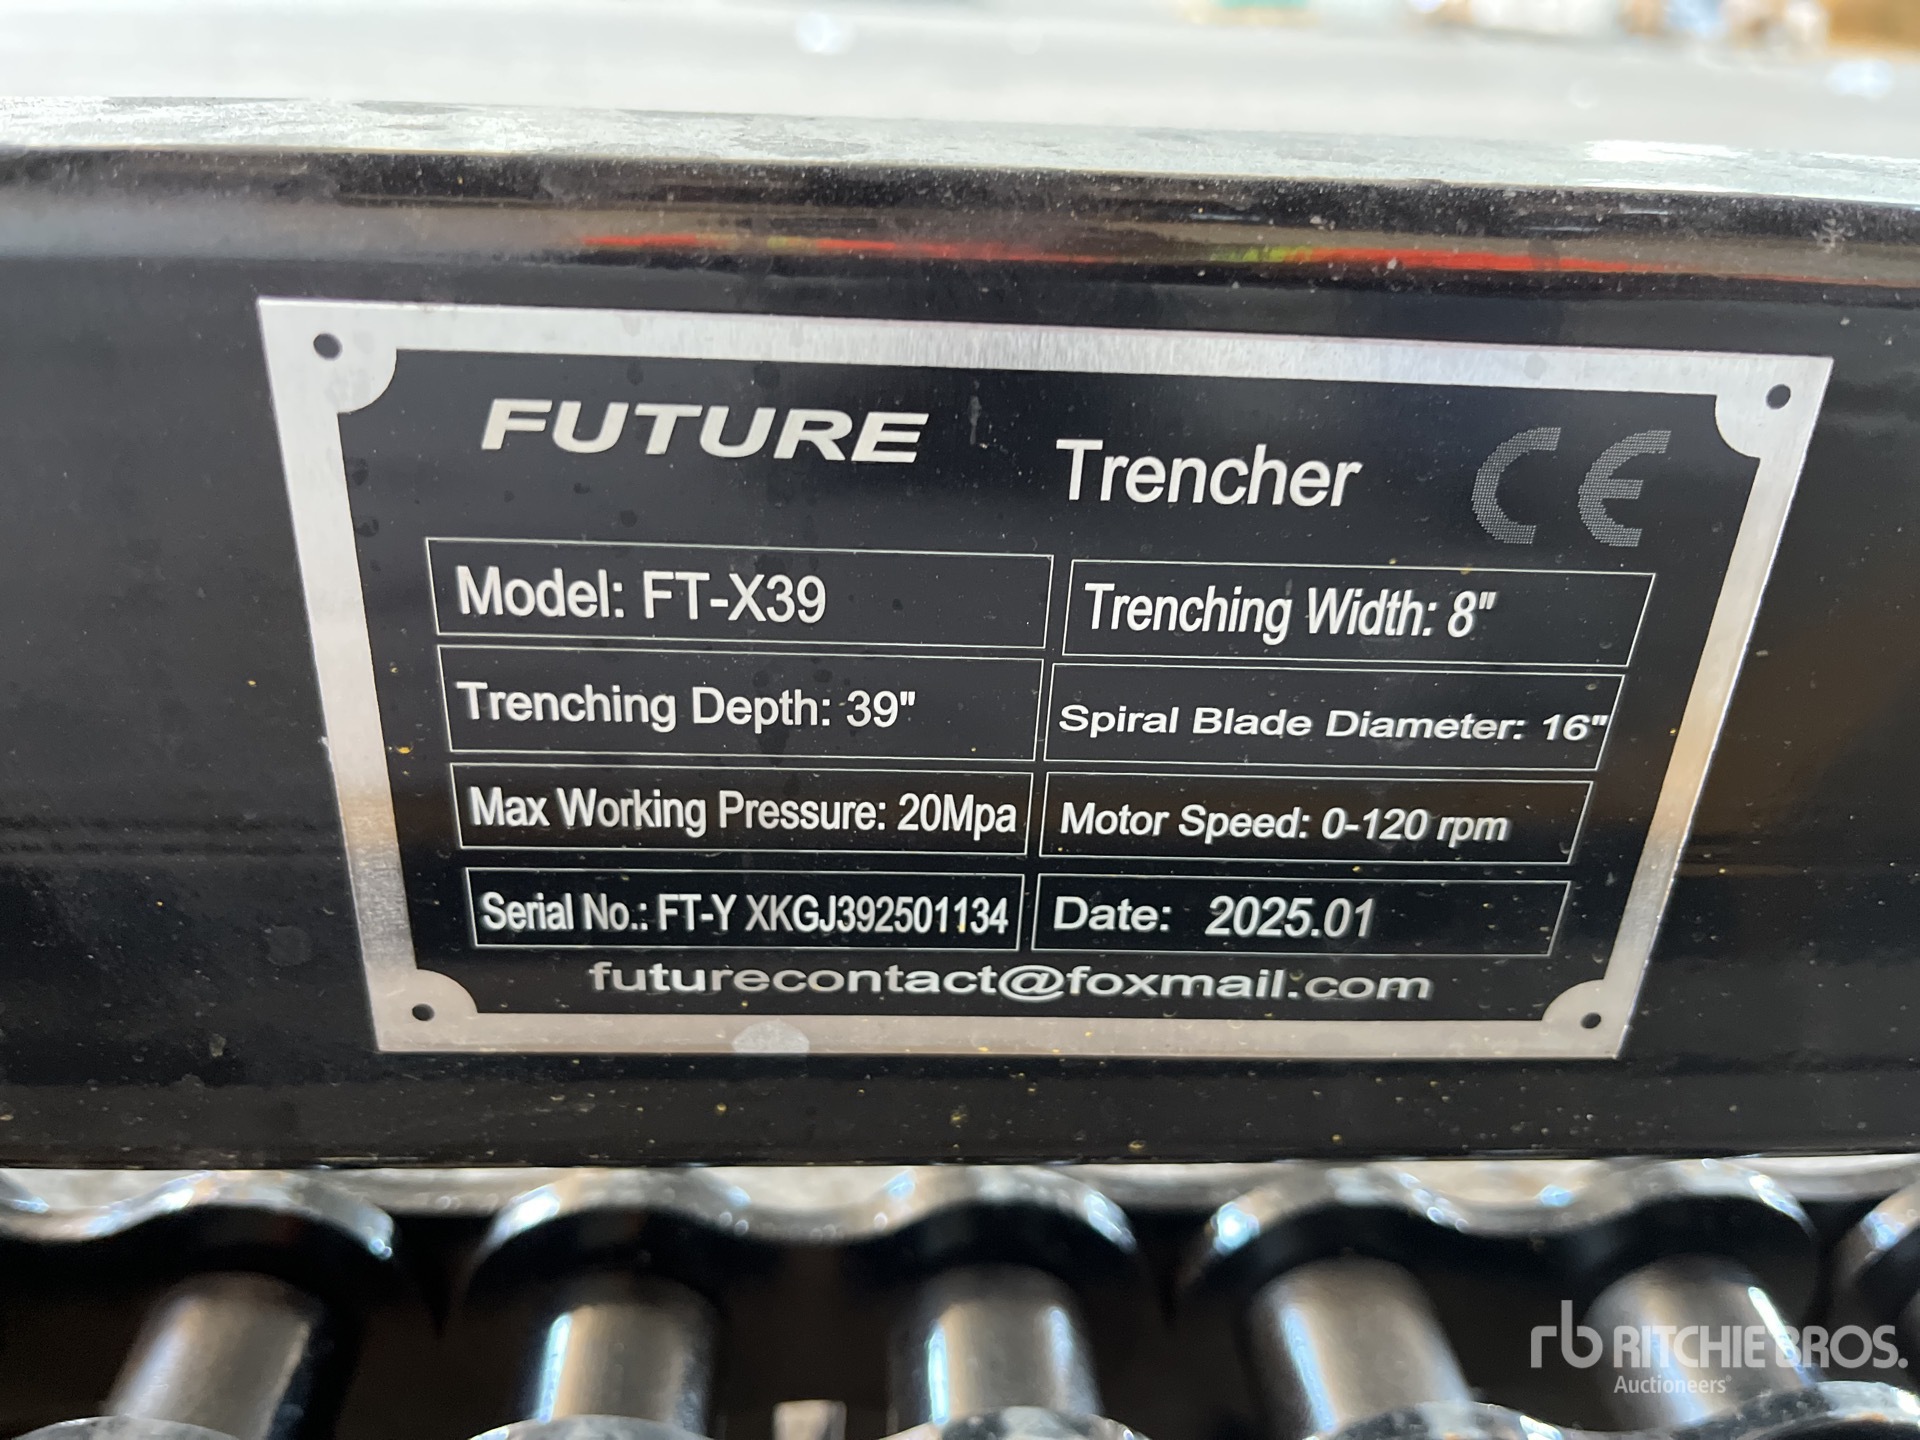 FUTURE Trencher CE
Model: FT-X39 Trenching Width: 8"
Trenching Depth: 39" Spiral Blade Diameter: 16"
Max Working Pressure: 20Mpa Motor Speed: 0-120 rpm
Serial No.: FT-Y XKGJ392501134 Date: 2025.01
futurecontact@foxmail.com
rb RITCHIE BROS.
Auctioneers